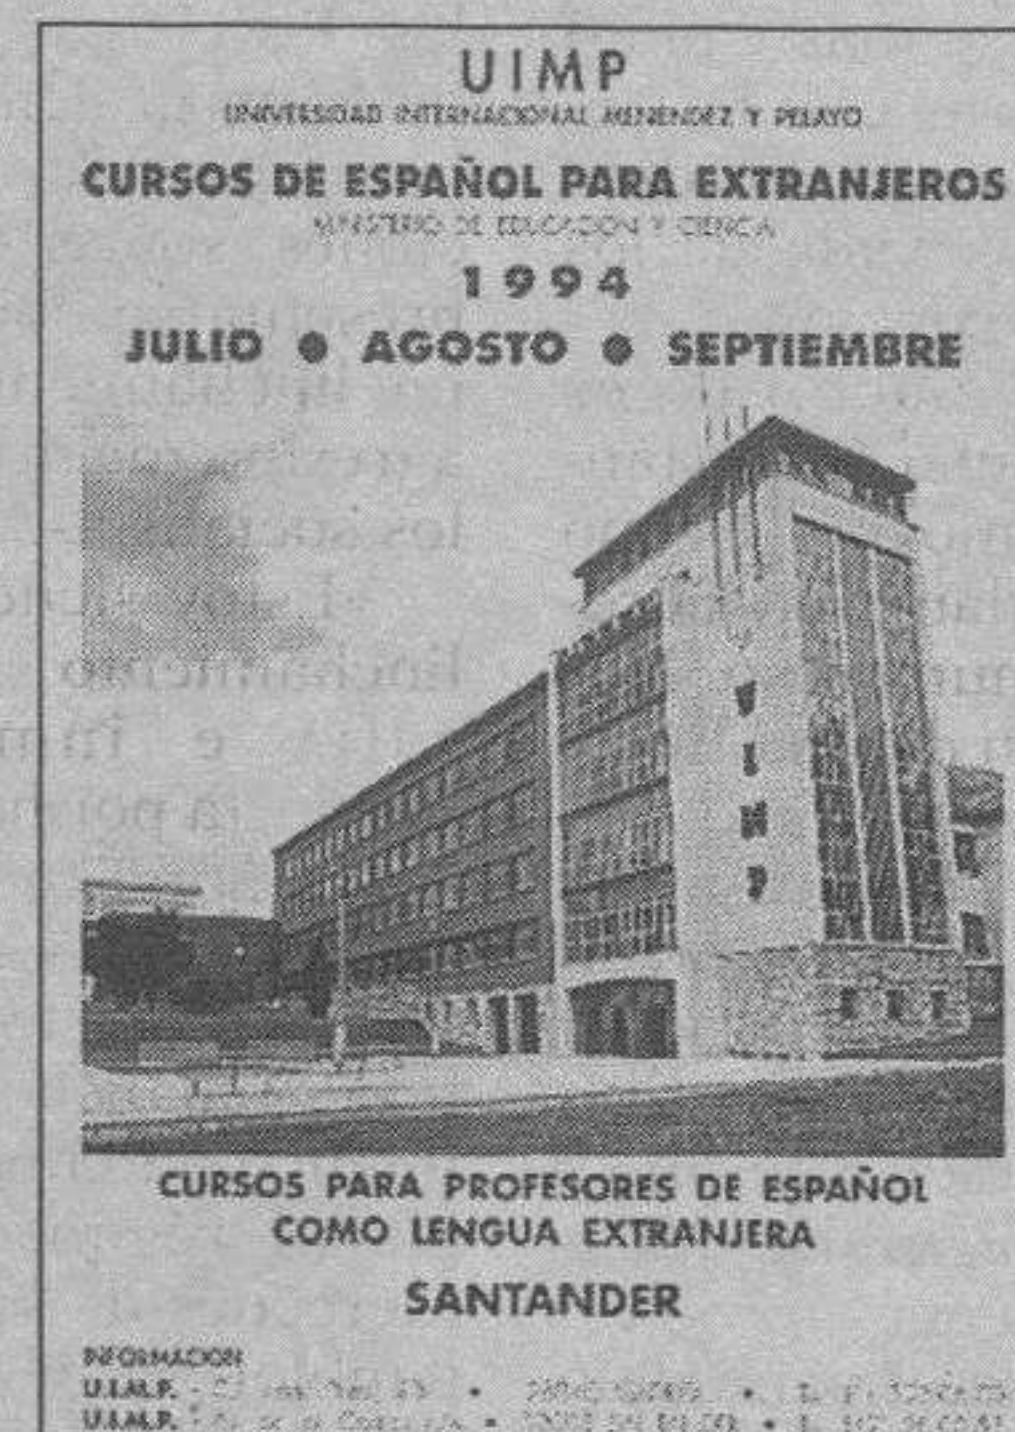 UIMP
UNIVERSIDAD INTERNACIONAL MENENDEZ Y PELAYO
CURSOS DE ESPAÑOL PARA EXTRANJEROS
MINISTERIO DE EDUCACION Y CIENCIA
1994
JULIO ● AGOSTO ● SEPTIEMBRE
UIMP
CURSOS PARA PROFESORES DE ESPAÑOL
COMO LENGUA EXTRANJERA
SANTANDER
INFORMACION
U.I.M.P.
U.I.M.P.